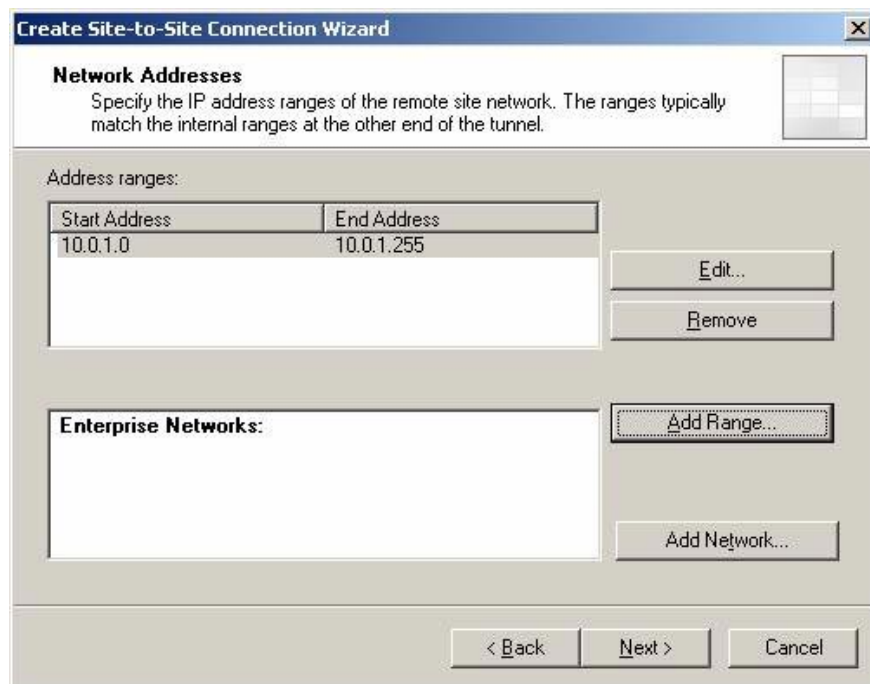 Create Site-to-Site Connection Wizard
Network Addresses
Specify the IP address ranges of the remote site network. The ranges typically
match the internal ranges at the other end of the tunnel.
Address ranges:
Start Address End Address
10.0.1.0 10.0.1.255
Edit...
Remove
Enterprise Networks:
Add Range...
Add Network...
< Back Next > Cancel